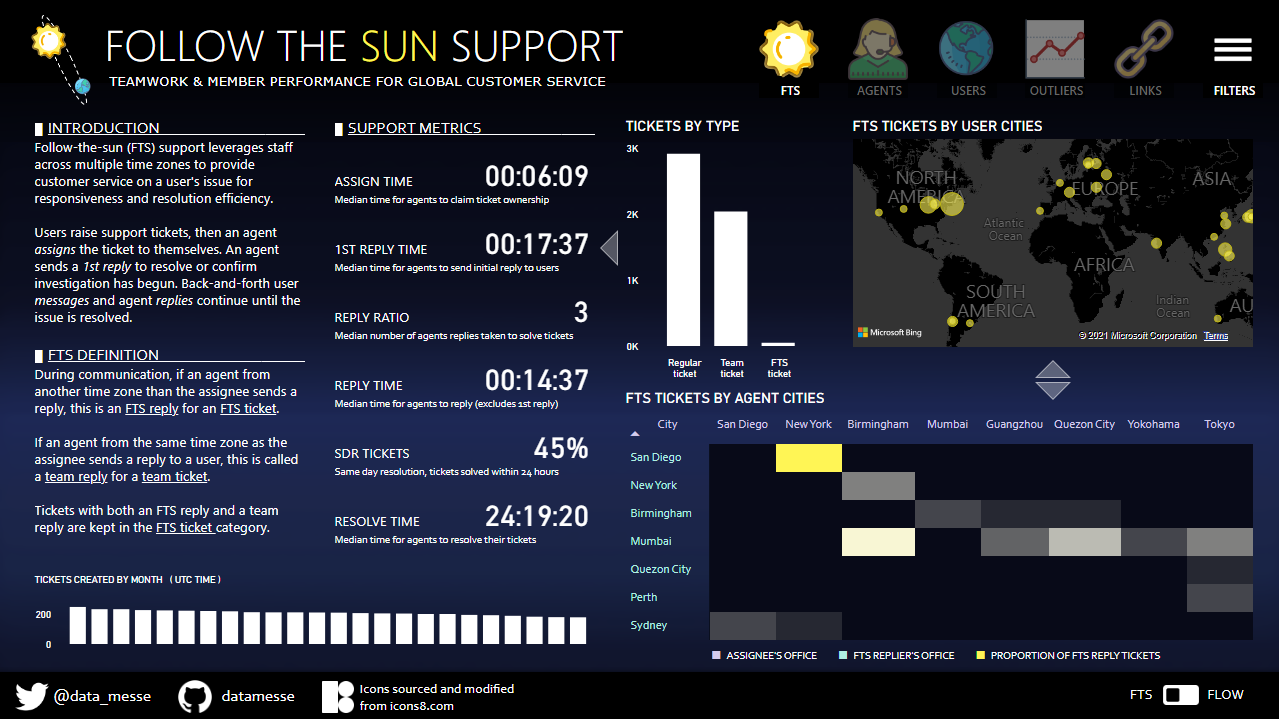 FOLLOW THE SUN SUPPORT
TEAMWORK & MEMBER PERFORMANCE FOR GLOBAL CUSTOMER SERVICE
FTS
AGENTS
USERS
OUTLIERS
LINKS
FILTERS
INTRODUCTION
Follow-the-sun (FTS) support leverages staff
across multiple time zones to provide
customer service on a user's issue for
responsiveness and resolution efficiency.
Users raise support tickets, then an agent
assigns the ticket to themselves. An agent
sends a 1st reply to resolve or confirm
investigation has begun. Back-and-forth user
messages and agent replies continue until the
issue is resolved.
FTS DEFINITION
During communication, if an agent from
another time zone than the assignee sends a
reply, this is an FTS reply for an FTS ticket.
If an agent from the same time zone as the
assignee sends a reply to a user, this is called
a team reply for a team ticket.
Tickets with both an FTS reply and a team
reply are kept in the FTS ticket category.
SUPPORT METRICS
ASSIGN TIME 00:06:09
Median time for agents to claim ticket ownership
1ST REPLY TIME 00:17:37
Median time for agents to send initial reply to users
REPLY RATIO 3
Median number of agents replies taken to solve tickets
REPLY TIME 00:14:37
Median time for agents to reply (excludes 1st reply)
SDR TICKETS 45%
Same day resolution, tickets solved within 24 hours
RESOLVE TIME 24:19:20
Median time for agents to resolve their tickets
TICKETS CREATED BY MONTH ( UTC TIME )
200
0
TICKETS BY TYPE
3K
2K
1K
0K
Regular
ticket
Team
ticket
FTS
ticket
FTS TICKETS BY USER CITIES
NORTH
AMERICA
EUROPE
ASIA
Atlantic
Ocean
AFRICA
SOUTH
AMERICA
Indian
Ocean
AU
Microsoft Bing
© 2021 Microsoft Corporation Terms
FTS TICKETS BY AGENT CITIES
City San Diego New York Birmingham Mumbai Guangzhou Quezon City Yokohama Tokyo
San Diego
New York
Birmingham
Mumbai
Quezon City
Perth
Sydney
ASSIGNEE'S OFFICE
FTS REPLIER'S OFFICE
PROPORTION OF FTS REPLY TICKETS
@data_messe
datamesse
Icons sourced and modified
from icons8.com
FTS
FLOW